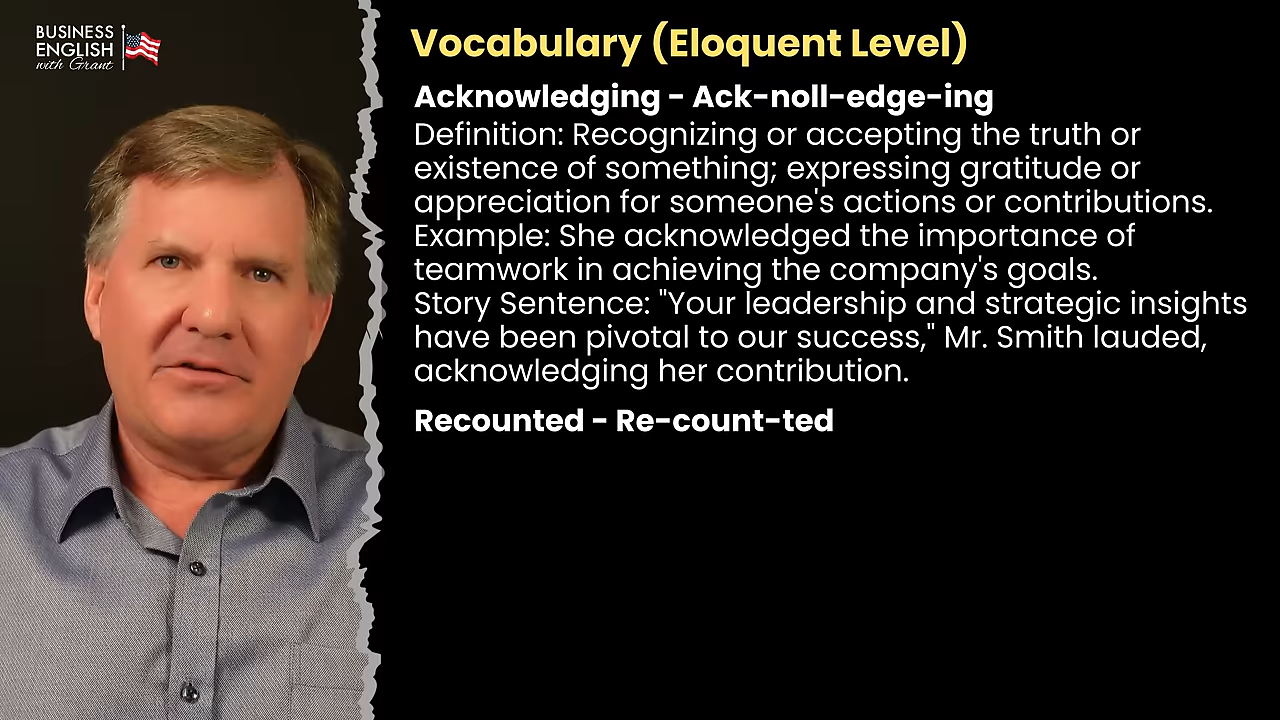 BUSINESS
ENGLISH
with Grant
Vocabulary (Eloquent Level)
Acknowledging - Ack-noll-edge-ing
Definition: Recognizing or accepting the truth or
existence of something; expressing gratitude or
appreciation for someone's actions or contributions.
Example: She acknowledged the importance of
teamwork in achieving the company's goals.
Story Sentence: "Your leadership and strategic insights
have been pivotal to our success," Mr. Smith lauded,
acknowledging her contribution.
Recounted - Re-count-ted